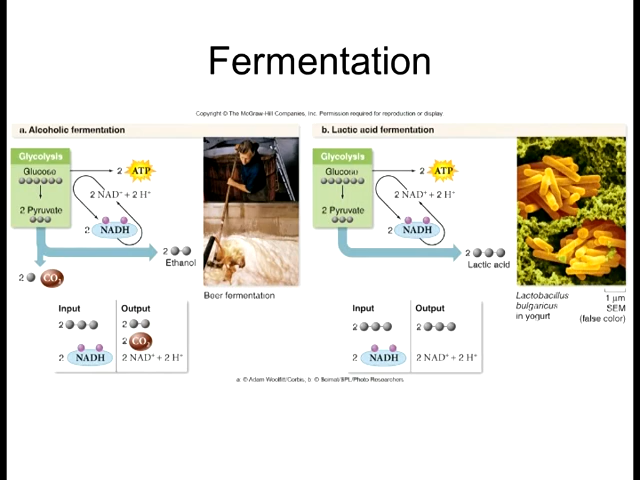 Fermentation
Copyright © The McGraw-Hill Companies, Inc. Permission required for reproduction or display.
a. Alcoholic fermentation
Glycolysis
Glucose
2 ATP
2 NAD⁺ + 2 H⁺
2 Pyruvate
2 NADH
2
Ethanol
2 CO₂
Beer fermentation
Input
Output
2
2
2 CO₂
2 NADH
2 NAD⁺ + 2 H⁺
b. Lactic acid fermentation
Glycolysis
Glucose
2 ATP
2 NAD⁺ + 2 H⁺
2 Pyruvate
2 NADH
2
Lactic acid
Lactobacillus
bulgaricus
in yogurt
1 µm
SEM
(false color)
Input
Output
2
2
2 NADH
2 NAD⁺ + 2 H⁺
a: © Adam Woolfitt/Corbis; b: © SPL/Photo Researchers